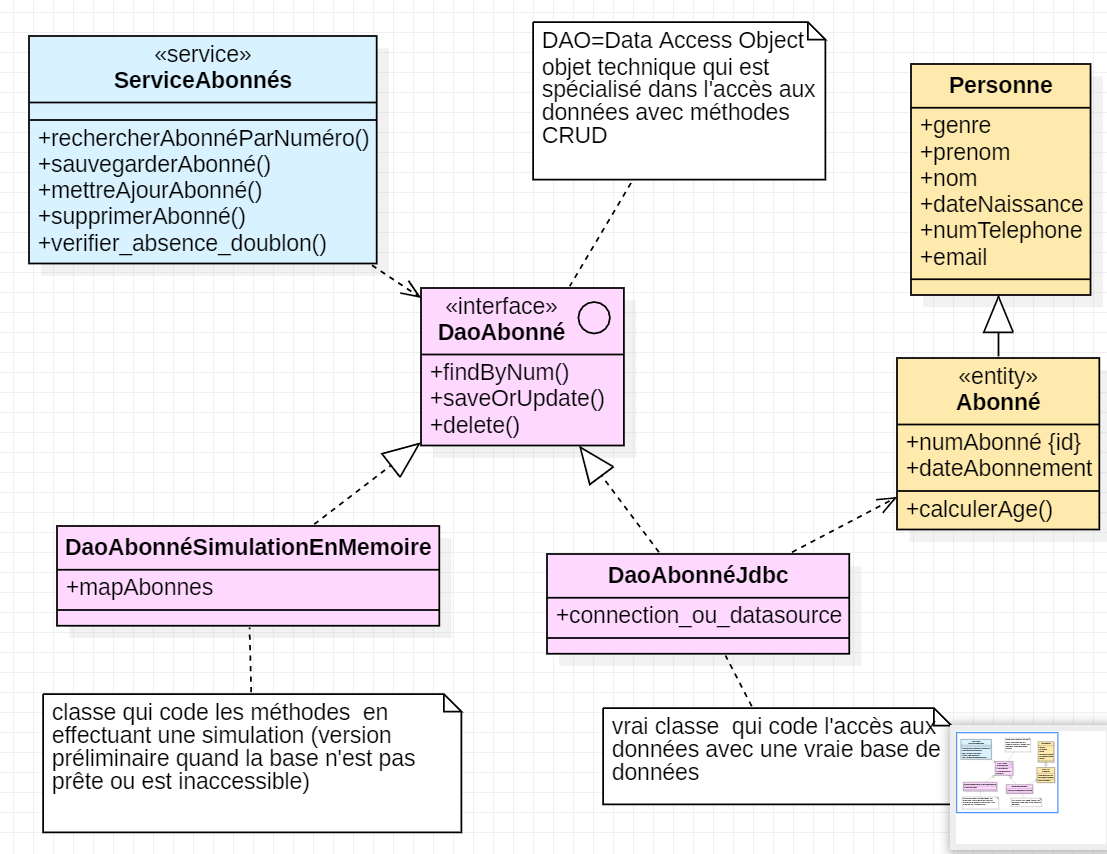 «service»
ServiceAbonnés
+rechercherAbonnéParNuméro()
+sauvegarderAbonné()
+mettreAjourAbonné()
+supprimerAbonné()
+verifier_absence_doublon()
DAO=Data Access Object
objet technique qui est
spécialisé dans l'accès aux
données avec méthodes
CRUD
Personne
+genre
+prenom
+nom
+dateNaissance
+numTelephone
+email
«interface»
DaoAbonné
+findByNum()
+saveOrUpdate()
+delete()
«entity»
Abonné
+numAbonné {id}
+dateAbonnement
+calculerAge()
DaoAbonnéSimulationEnMemoire
+mapAbonnes
DaoAbonnéJdbc
+connection_ou_datasource
classe qui code les méthodes  en
effectuant une simulation (version
préliminaire quand la base n'est pas
prête ou est inaccessible)
vrai classe  qui code l'accès aux
données avec une vraie base de
données